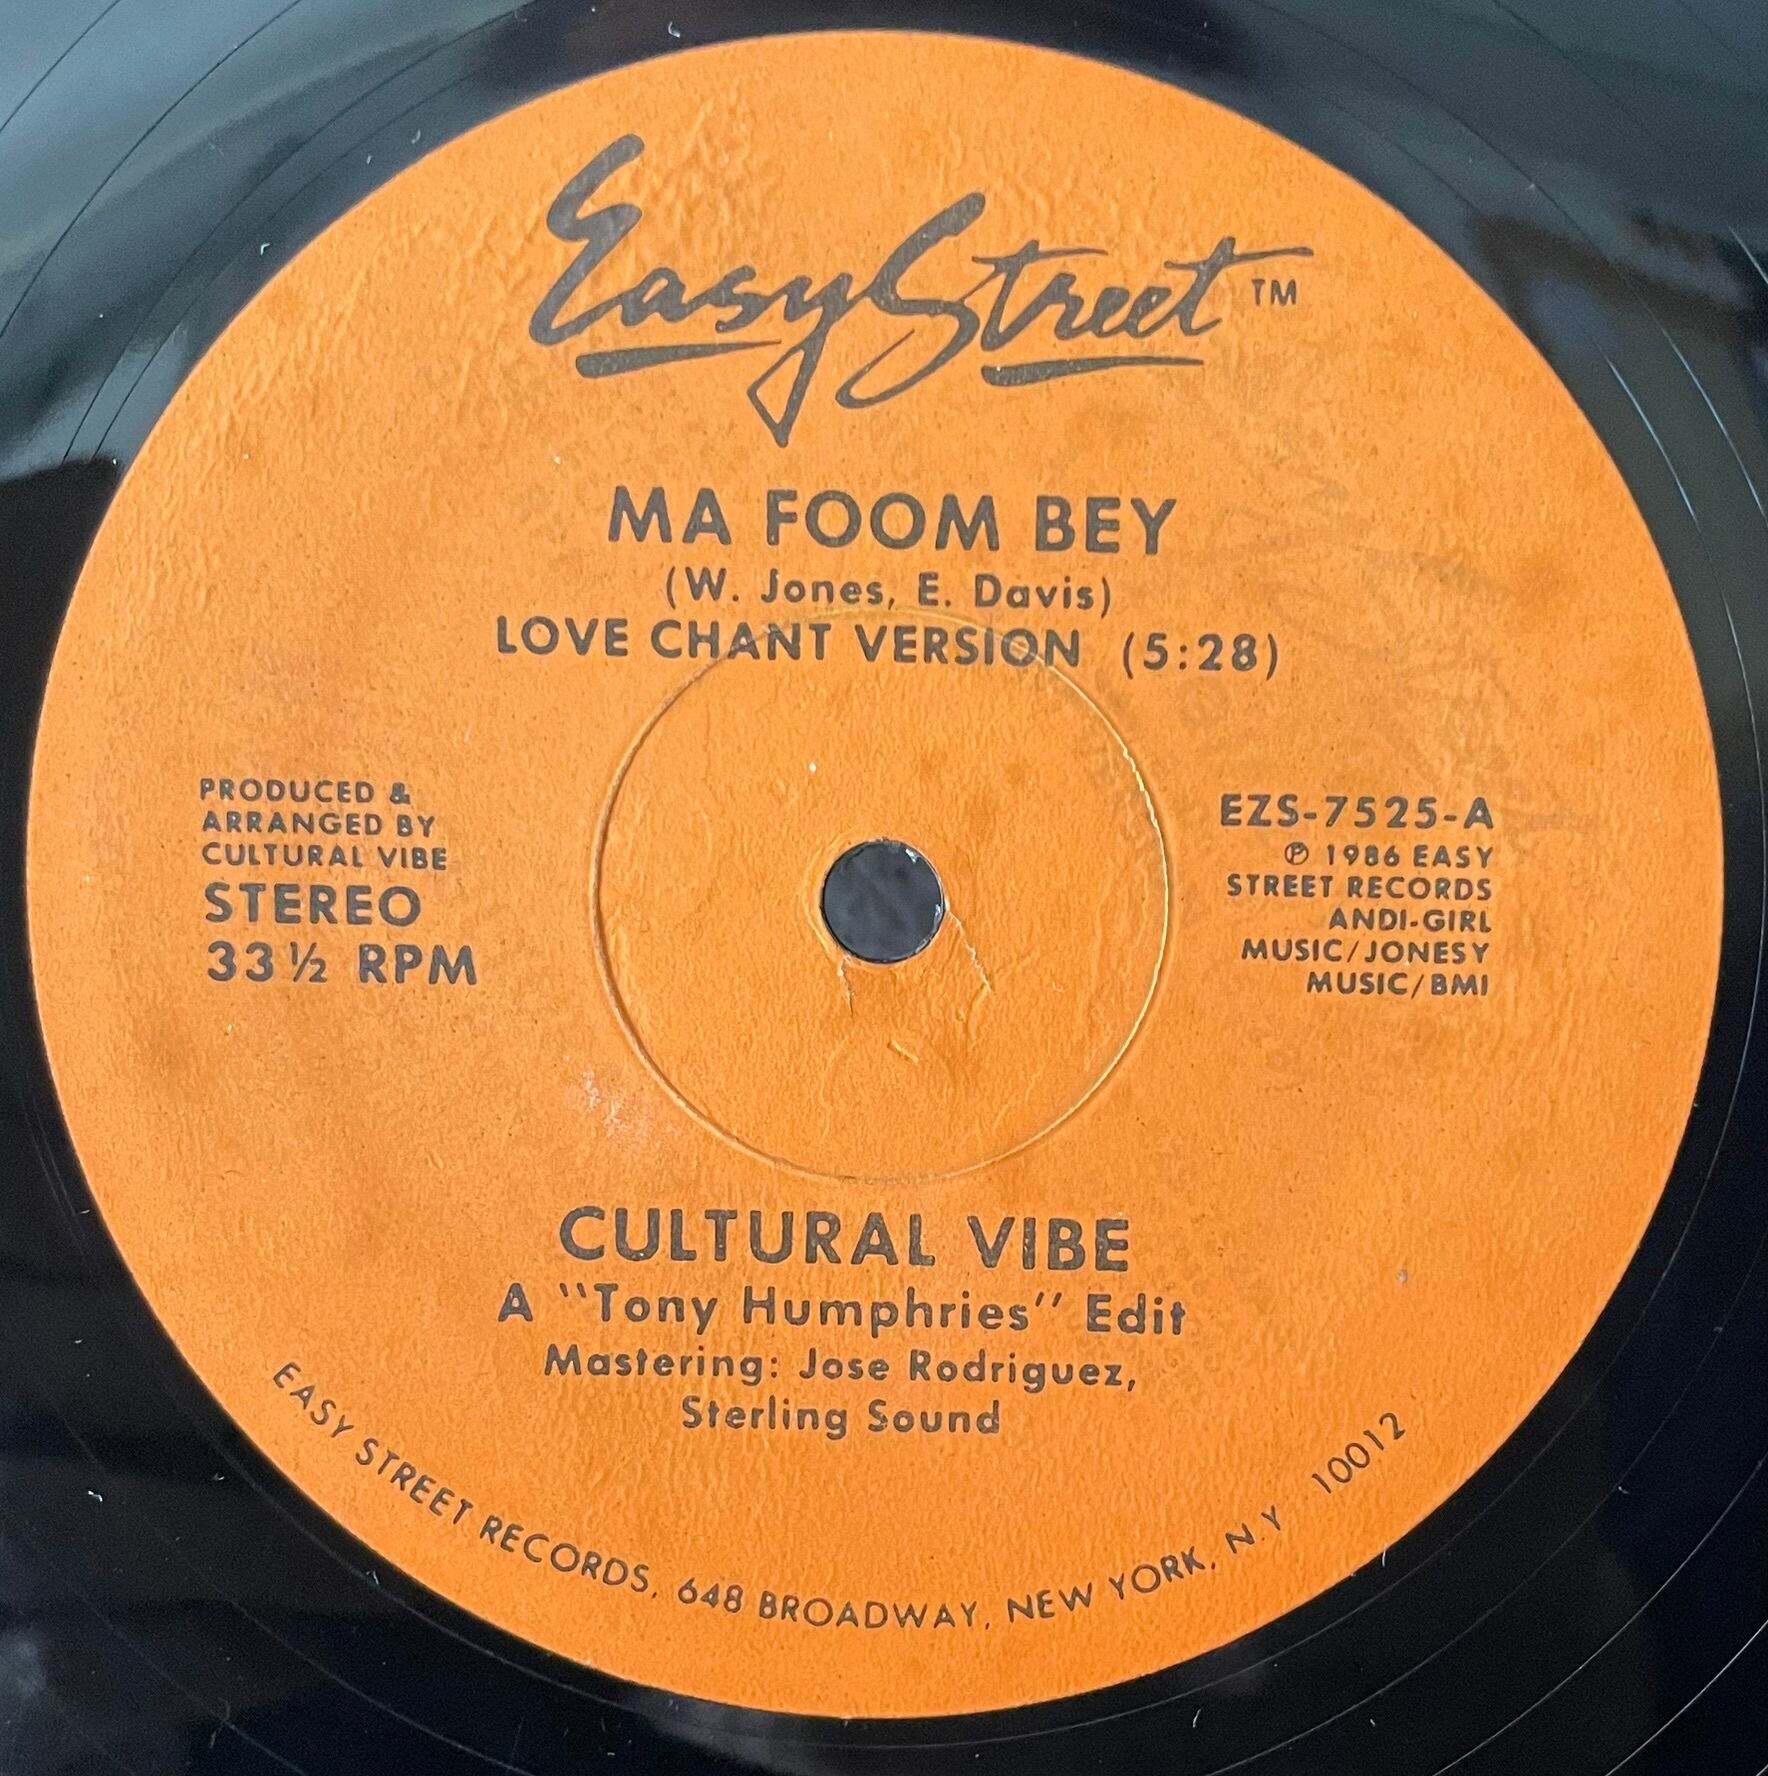 Easy Street ™
MA FOOM BEY
(W. Jones, E. Davis)
LOVE CHANT VERSION (5:28)
PRODUCED &
ARRANGED BY
CULTURAL VIBE
STEREO
33 ½ RPM
EZS-7525-A
℗ 1986 EASY
STREET RECORDS
ANDI-GIRL
MUSIC/JONESY
MUSIC/BMI
CULTURAL VIBE
A "Tony Humphries" Edit
Mastering: Jose Rodriguez,
Sterling Sound
EASY STREET RECORDS, 648 BROADWAY, NEW YORK, N.Y 10012